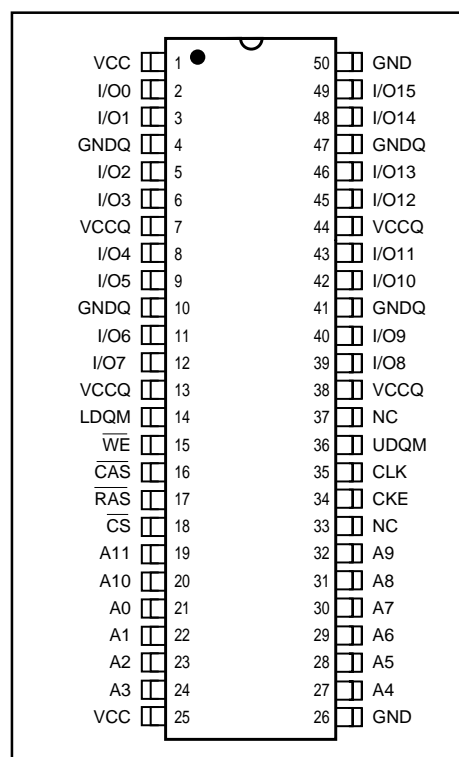 VCC 1 50 GND
I/O0 2 49 I/O15
I/O1 3 48 I/O14
GNDQ 4 47 GNDQ
I/O2 5 46 I/O13
I/O3 6 45 I/O12
VCCQ 7 44 VCCQ
I/O4 8 43 I/O11
I/O5 9 42 I/O10
GNDQ 10 41 GNDQ
I/O6 11 40 I/O9
I/O7 12 39 I/O8
VCCQ 13 38 VCCQ
LDQM 14 37 NC
W̅E̅ 15 36 UDQM
C̅A̅S̅ 16 35 CLK
R̅A̅S̅ 17 34 CKE
C̅S̅ 18 33 NC
A11 19 32 A9
A10 20 31 A8
A0 21 30 A7
A1 22 29 A6
A2 23 28 A5
A3 24 27 A4
VCC 25 26 GND